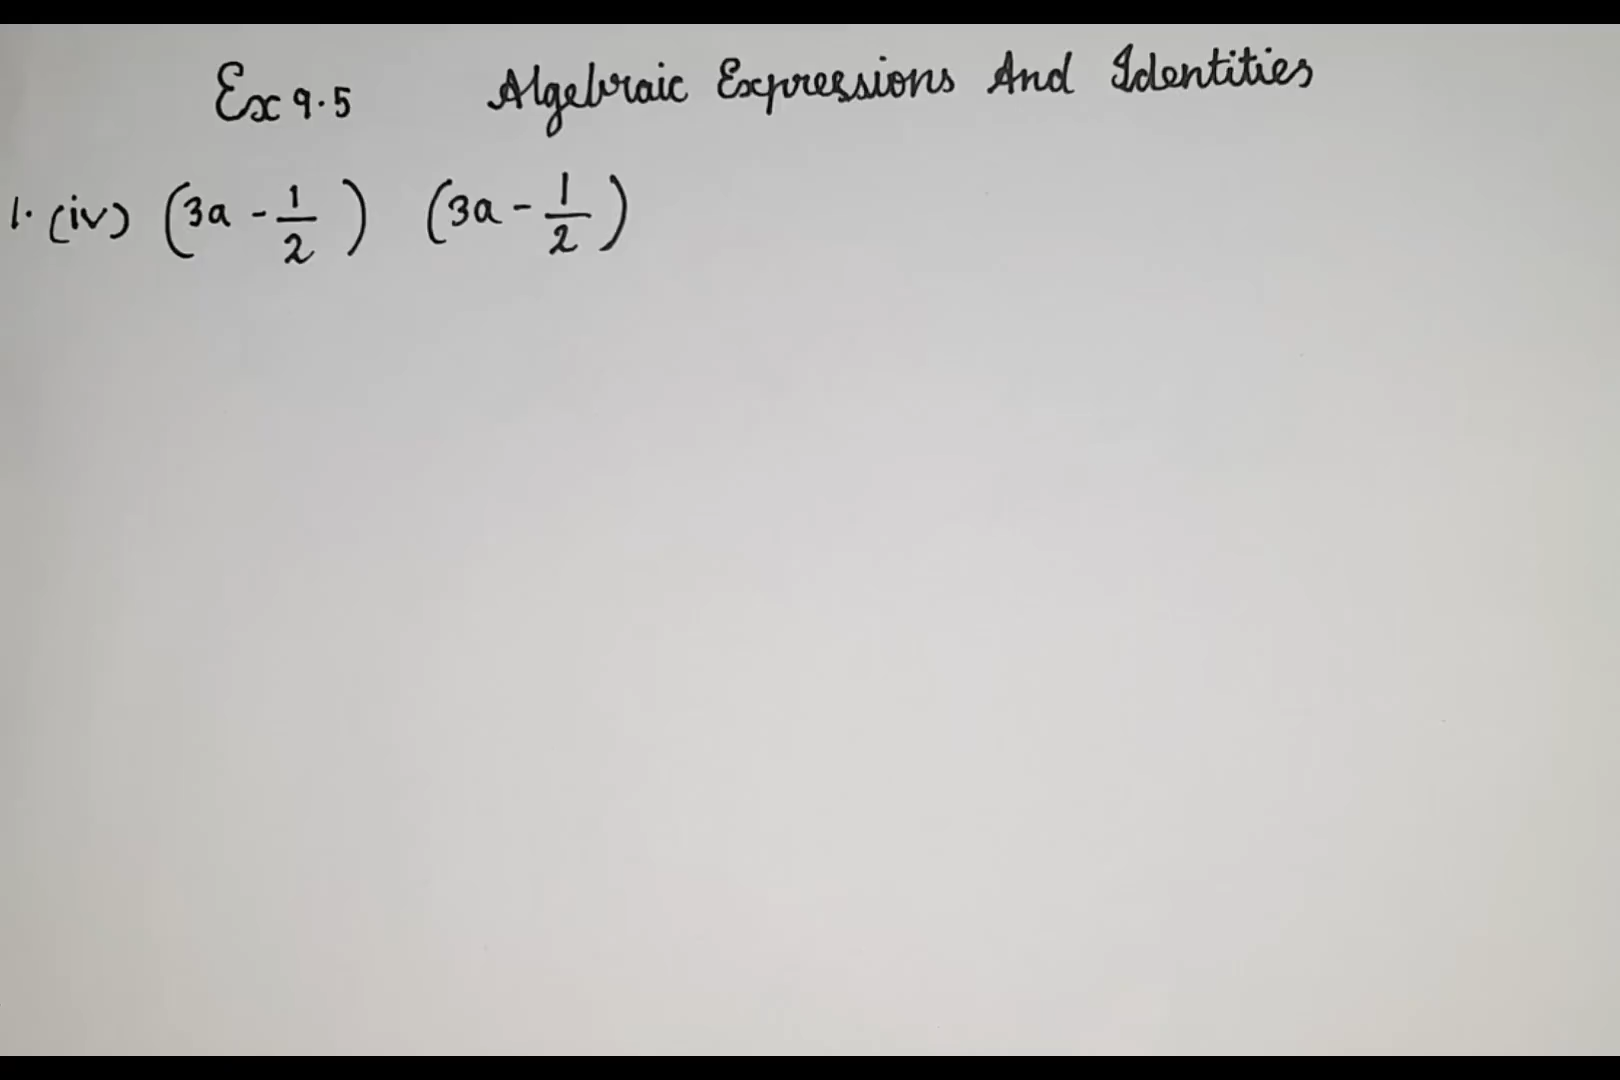 Ex 9.5 Algebraic Expressions And Identities
1. (iv) (3a - 1/2) (3a - 1/2)